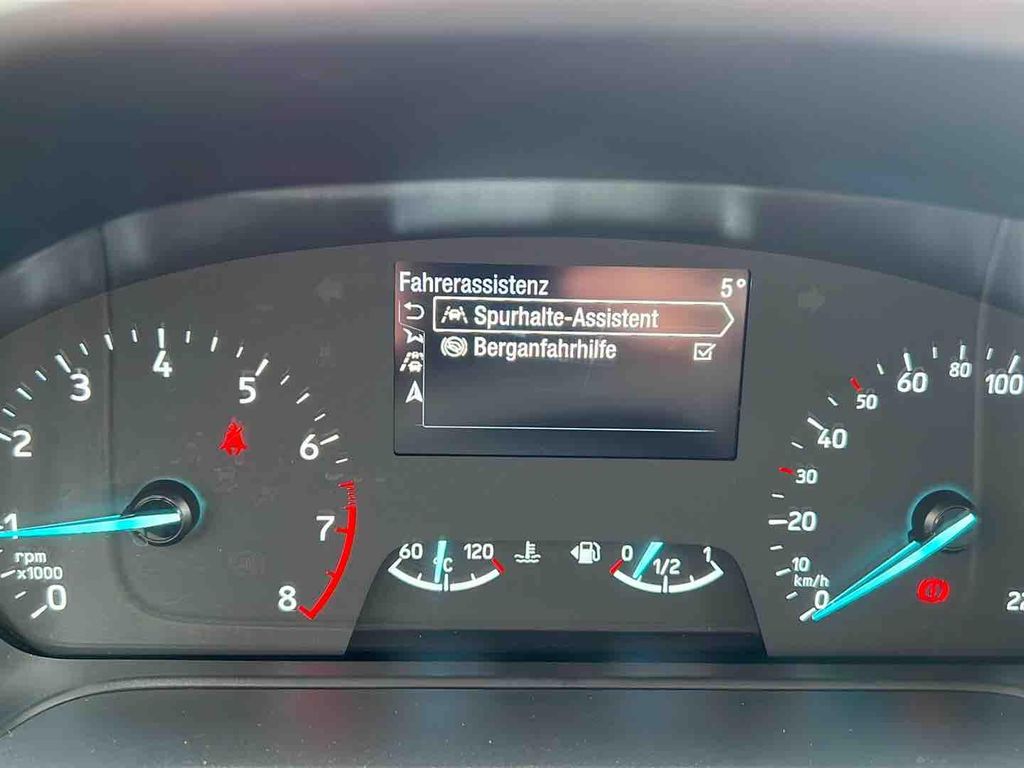 Fahrerassistenz 5°
Spurhalte-Assistent
Berganfahrhilfe
0
1
2
3
4
5
6
7
8
rpm
x1000
60 °C 120
0 1/2 1
0
10
20
30
40
50
60
80
100
km/h